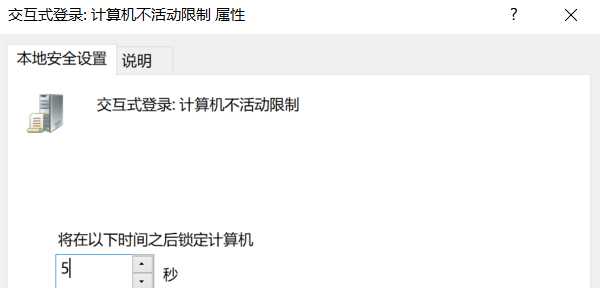 交互式登录: 计算机不活动限制 属性
本地安全设置 说明
交互式登录: 计算机不活动限制
将在以下时间之后锁定计算机
5 秒